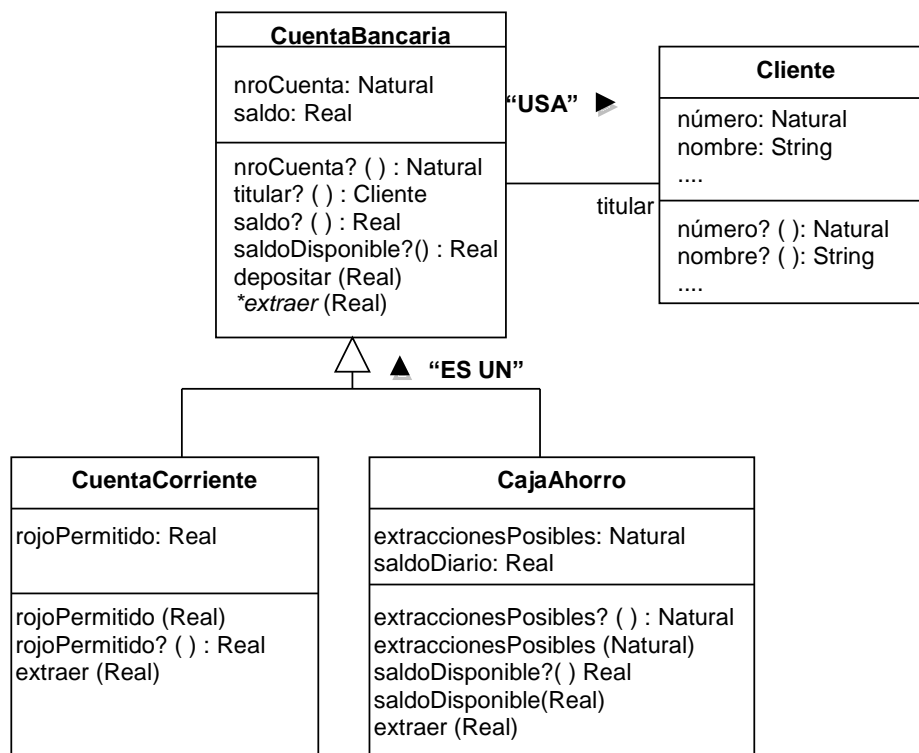 CuentaBancaria
nroCuenta: Natural
saldo: Real
nroCuenta? ( ) : Natural
titular? ( ) : Cliente
saldo? ( ) : Real
saldoDisponible?() : Real
depositar (Real)
*extraer (Real)
“USA” ►
titular
Cliente
número: Natural
nombre: String
....
número? ( ): Natural
nombre? ( ): String
....
▲ “ES UN”
CuentaCorriente
rojoPermitido: Real
rojoPermitido (Real)
rojoPermitido? ( ) : Real
extraer (Real)
CajaAhorro
extraccionesPosibles: Natural
saldoDiario: Real
extraccionesPosibles? ( ) : Natural
extraccionesPosibles (Natural)
saldoDisponible?( ) Real
saldoDisponible(Real)
extraer (Real)